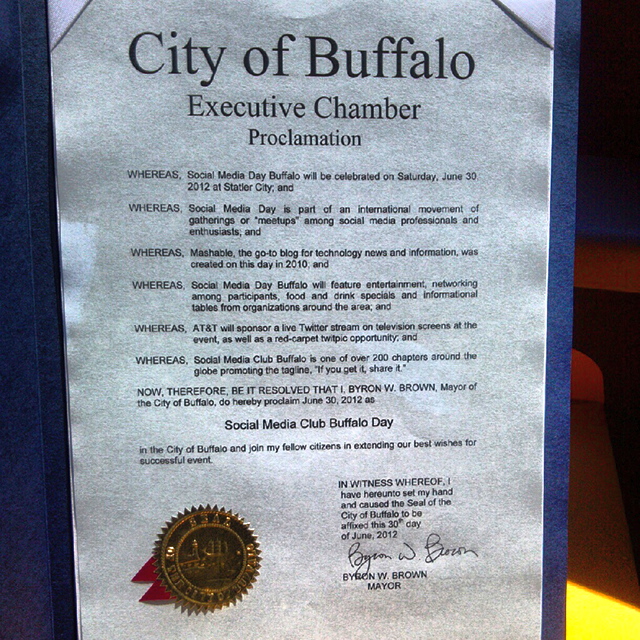 City of Buffalo
Executive Chamber
Proclamation
WHEREAS, Social Media Day Buffalo will be celebrated on Saturday, June 30
2012 at Statler City; and
WHEREAS, Social Media Day is part of an international movement of
gatherings or "meetups" among social media professionals and
enthusiasts; and
WHEREAS, Mashable, the go-to blog for technology news and information, was
created on this day in 2010; and
WHEREAS, Social Media Day Buffalo will feature entertainment, networking
among participants, food and drink specials and informational
tables from organizations around the area; and
WHEREAS, AT&T will sponsor a live Twitter stream on television screens at the
event, as well as a red-carpet twitpic opportunity; and
WHEREAS, Social Media Club Buffalo is one of over 200 chapters around the
globe promoting the tagline, "If you get it, share it."
NOW, THEREFORE, BE IT RESOLVED THAT I, BYRON W. BROWN, Mayor of
the City of Buffalo, do hereby proclaim June 30, 2012 as
Social Media Club Buffalo Day
in the City of Buffalo and join my fellow citizens in extending our best wishes for
successful event.
IN WITNESS WHEREOF, I
have hereunto set my hand
and caused the Seal of the
City of Buffalo to be
affixed this 30th day
of June, 2012
Byron W Brown
BYRON W. BROWN
MAYOR
SEAL